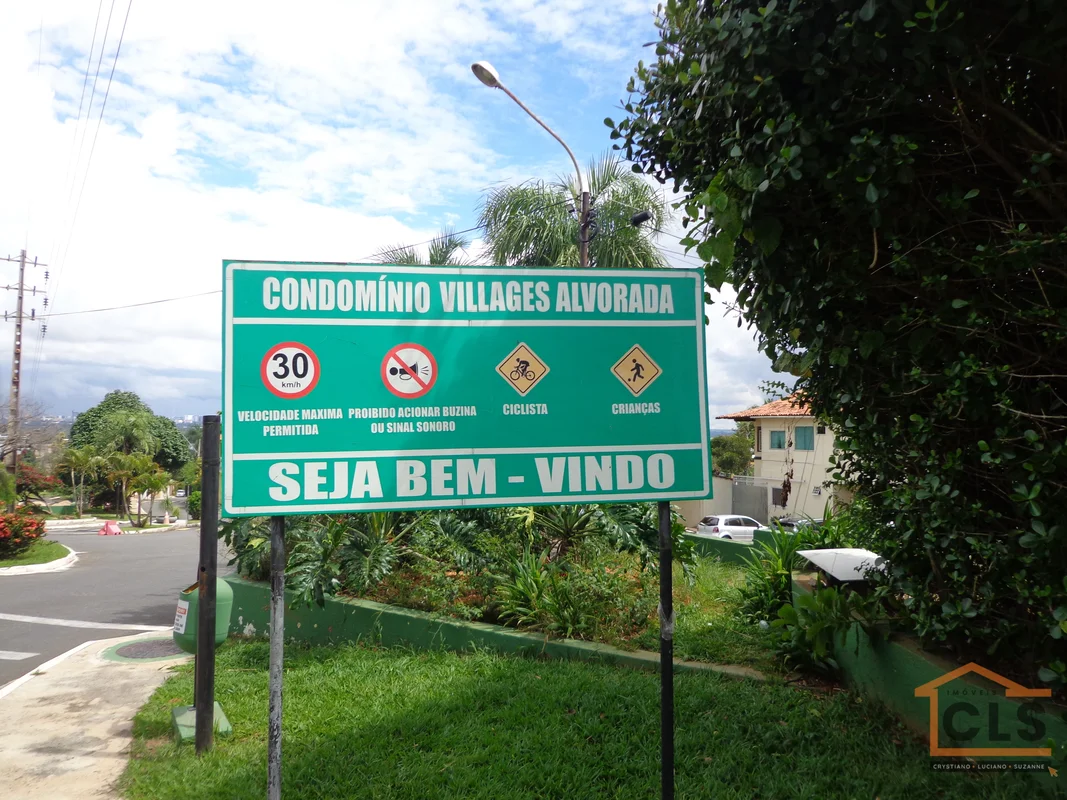 CONDOMÍNIO VILLAGES ALVORADA
30
km/h
VELOCIDADE MAXIMA
PERMITIDA
PROIBIDO ACIONAR BUZINA
OU SINAL SONORO
CICLISTA
CRIANÇAS
SEJA BEM - VINDO
IMÓVEIS
CLS
CRYSTIANO • LUCIANO • SUZANNE